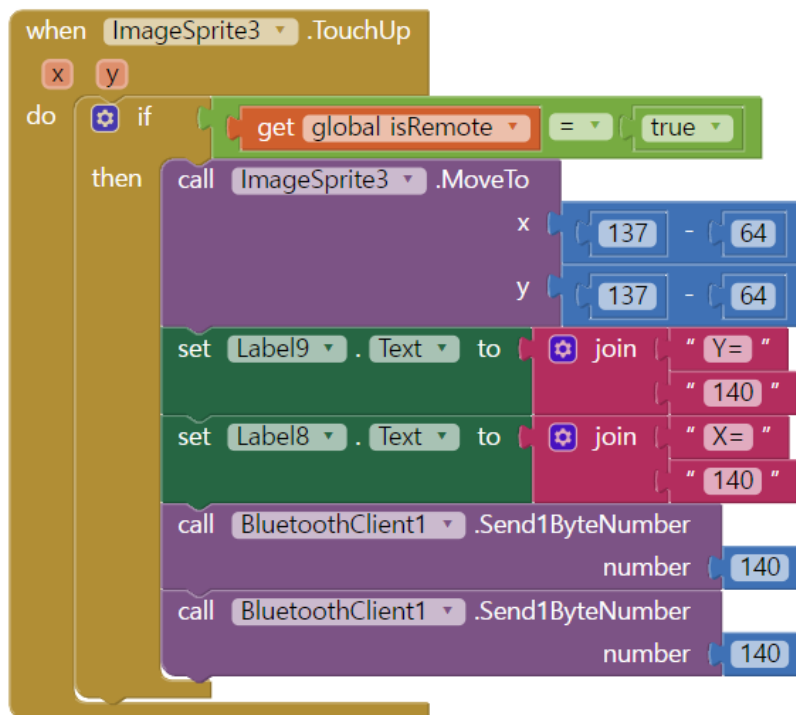 when ImageSprite3 .TouchUp
x y
do if get global isRemote = true
then call ImageSprite3 .MoveTo
x 137 - 64
y 137 - 64
set Label9 . Text to join " Y= "
" 140 "
set Label8 . Text to join " X= "
" 140 "
call BluetoothClient1 .Send1ByteNumber
number 140
call BluetoothClient1 .Send1ByteNumber
number 140